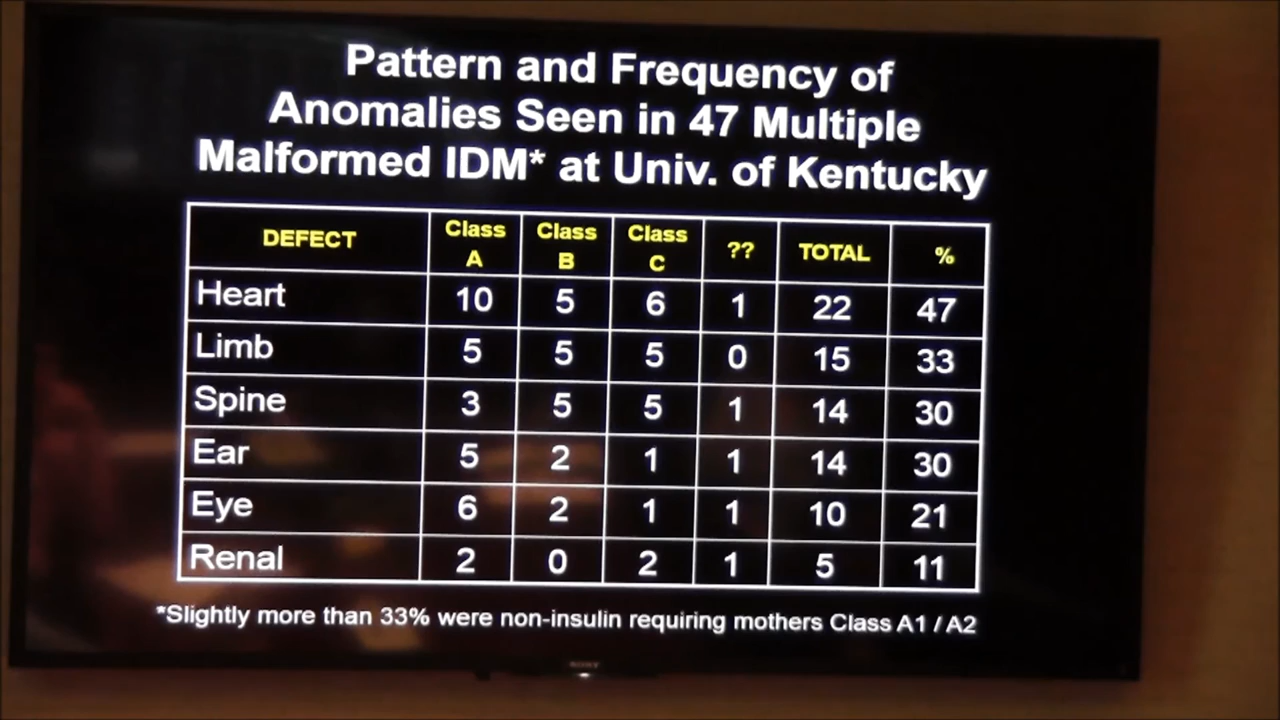 Pattern and Frequency of
Anomalies Seen in 47 Multiple
Malformed IDM* at Univ. of Kentucky
DEFECT Class A Class B Class C ?? TOTAL %
Heart 10 5 6 1 22 47
Limb 5 5 5 0 15 33
Spine 3 5 5 1 14 30
Ear 5 2 1 1 14 30
Eye 6 2 1 1 10 21
Renal 2 0 2 1 5 11
*Slightly more than 33% were non-insulin requiring mothers Class A1 / A2
SONY